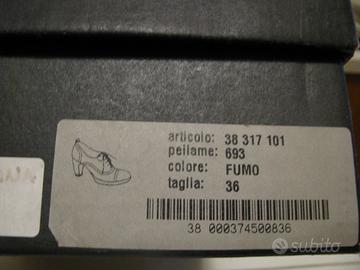 articolo: 38 317 101
pellame: 693
colore: FUMO
taglia: 36
38 000374500836
subito